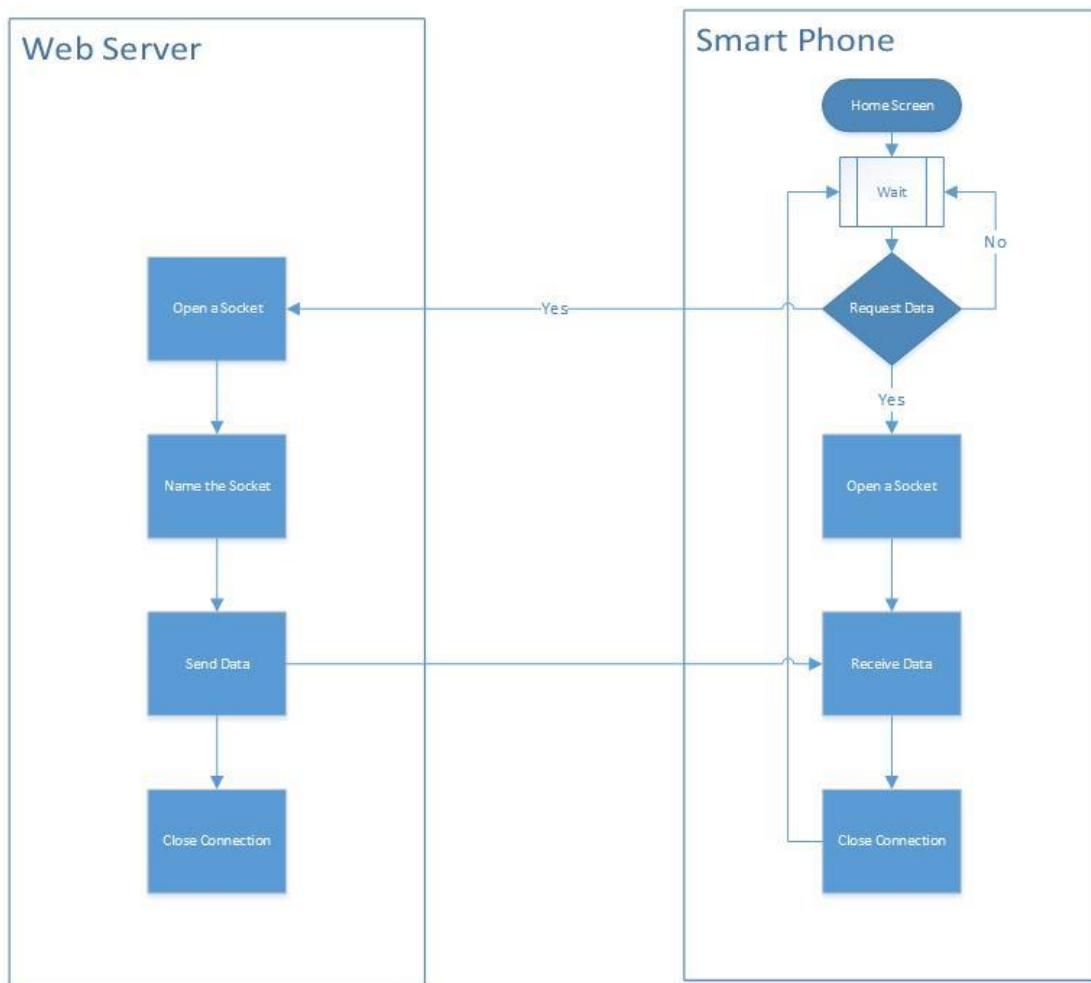 Web Server
Open a Socket
Name the Socket
Send Data
Close Connection
Yes
Smart Phone
Home Screen
Wait
No
Request Data
Yes
Open a Socket
Receive Data
Close Connection